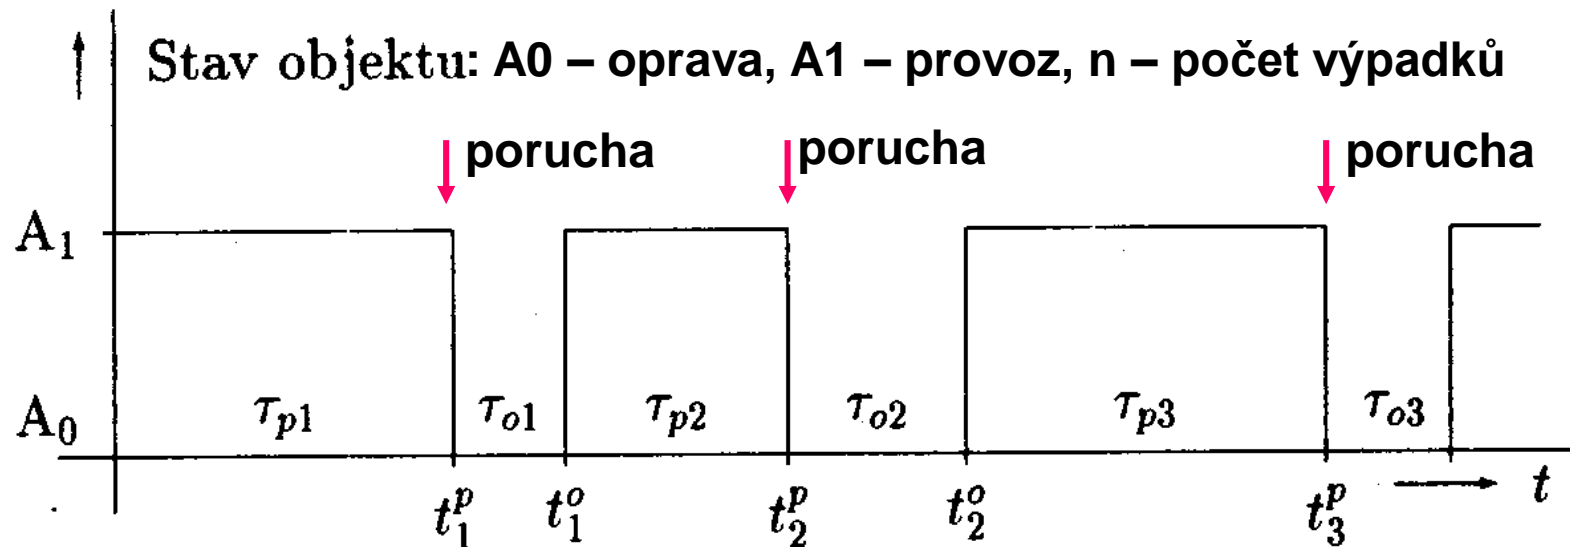 Stav objektu: A0 – oprava, A1 – provoz, n – počet výpadků
porucha porucha porucha
A₁
A₀ τₚ₁ τₒ₁ τₚ₂ τₒ₂ τₚ₃ τₒ₃
t₁ᵖ t₁ᵒ t₂ᵖ t₂ᵒ t₃ᵖ t